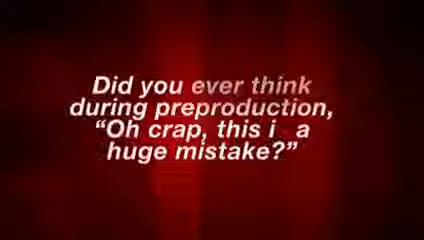 Did you ever think
during preproduction,
“Oh crap, this i a
huge mistake?”